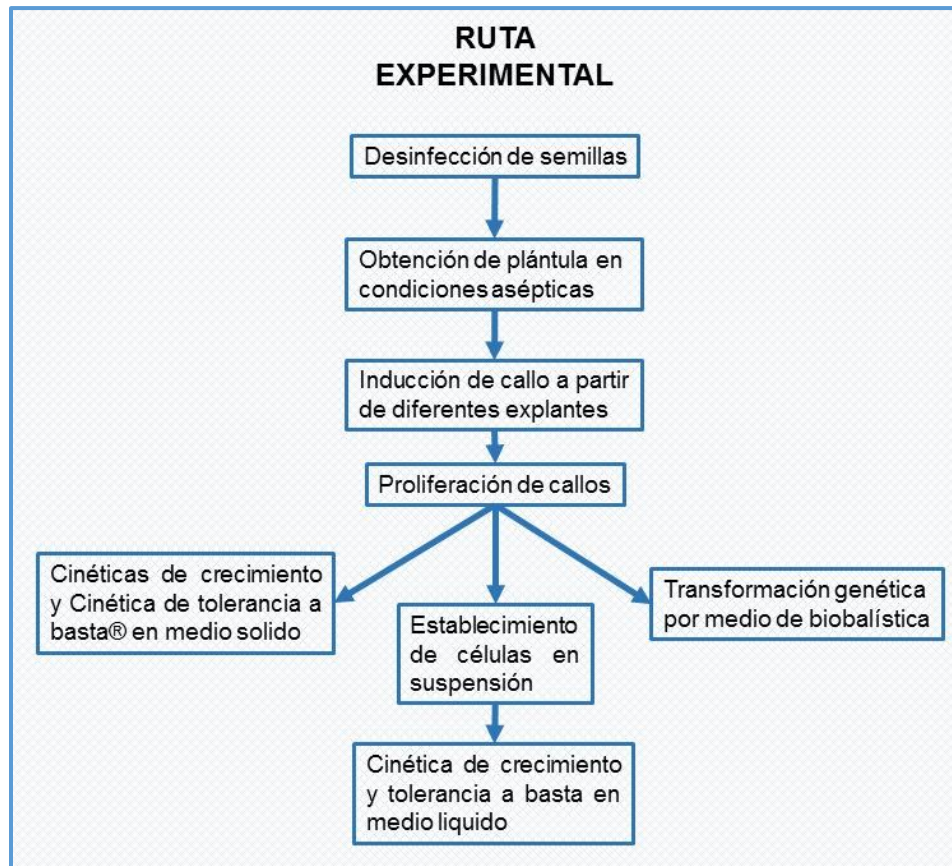 RUTA
EXPERIMENTAL
Desinfección de semillas
Obtención de plántula en
condiciones asépticas
Inducción de callo a partir
de diferentes explantes
Proliferación de callos
Cinéticas de crecimiento
y Cinética de tolerancia a
basta® en medio solido
Establecimiento
de células en
suspensión
Transformación genética
por medio de biobalística
Cinética de crecimiento
y tolerancia a basta en
medio liquido